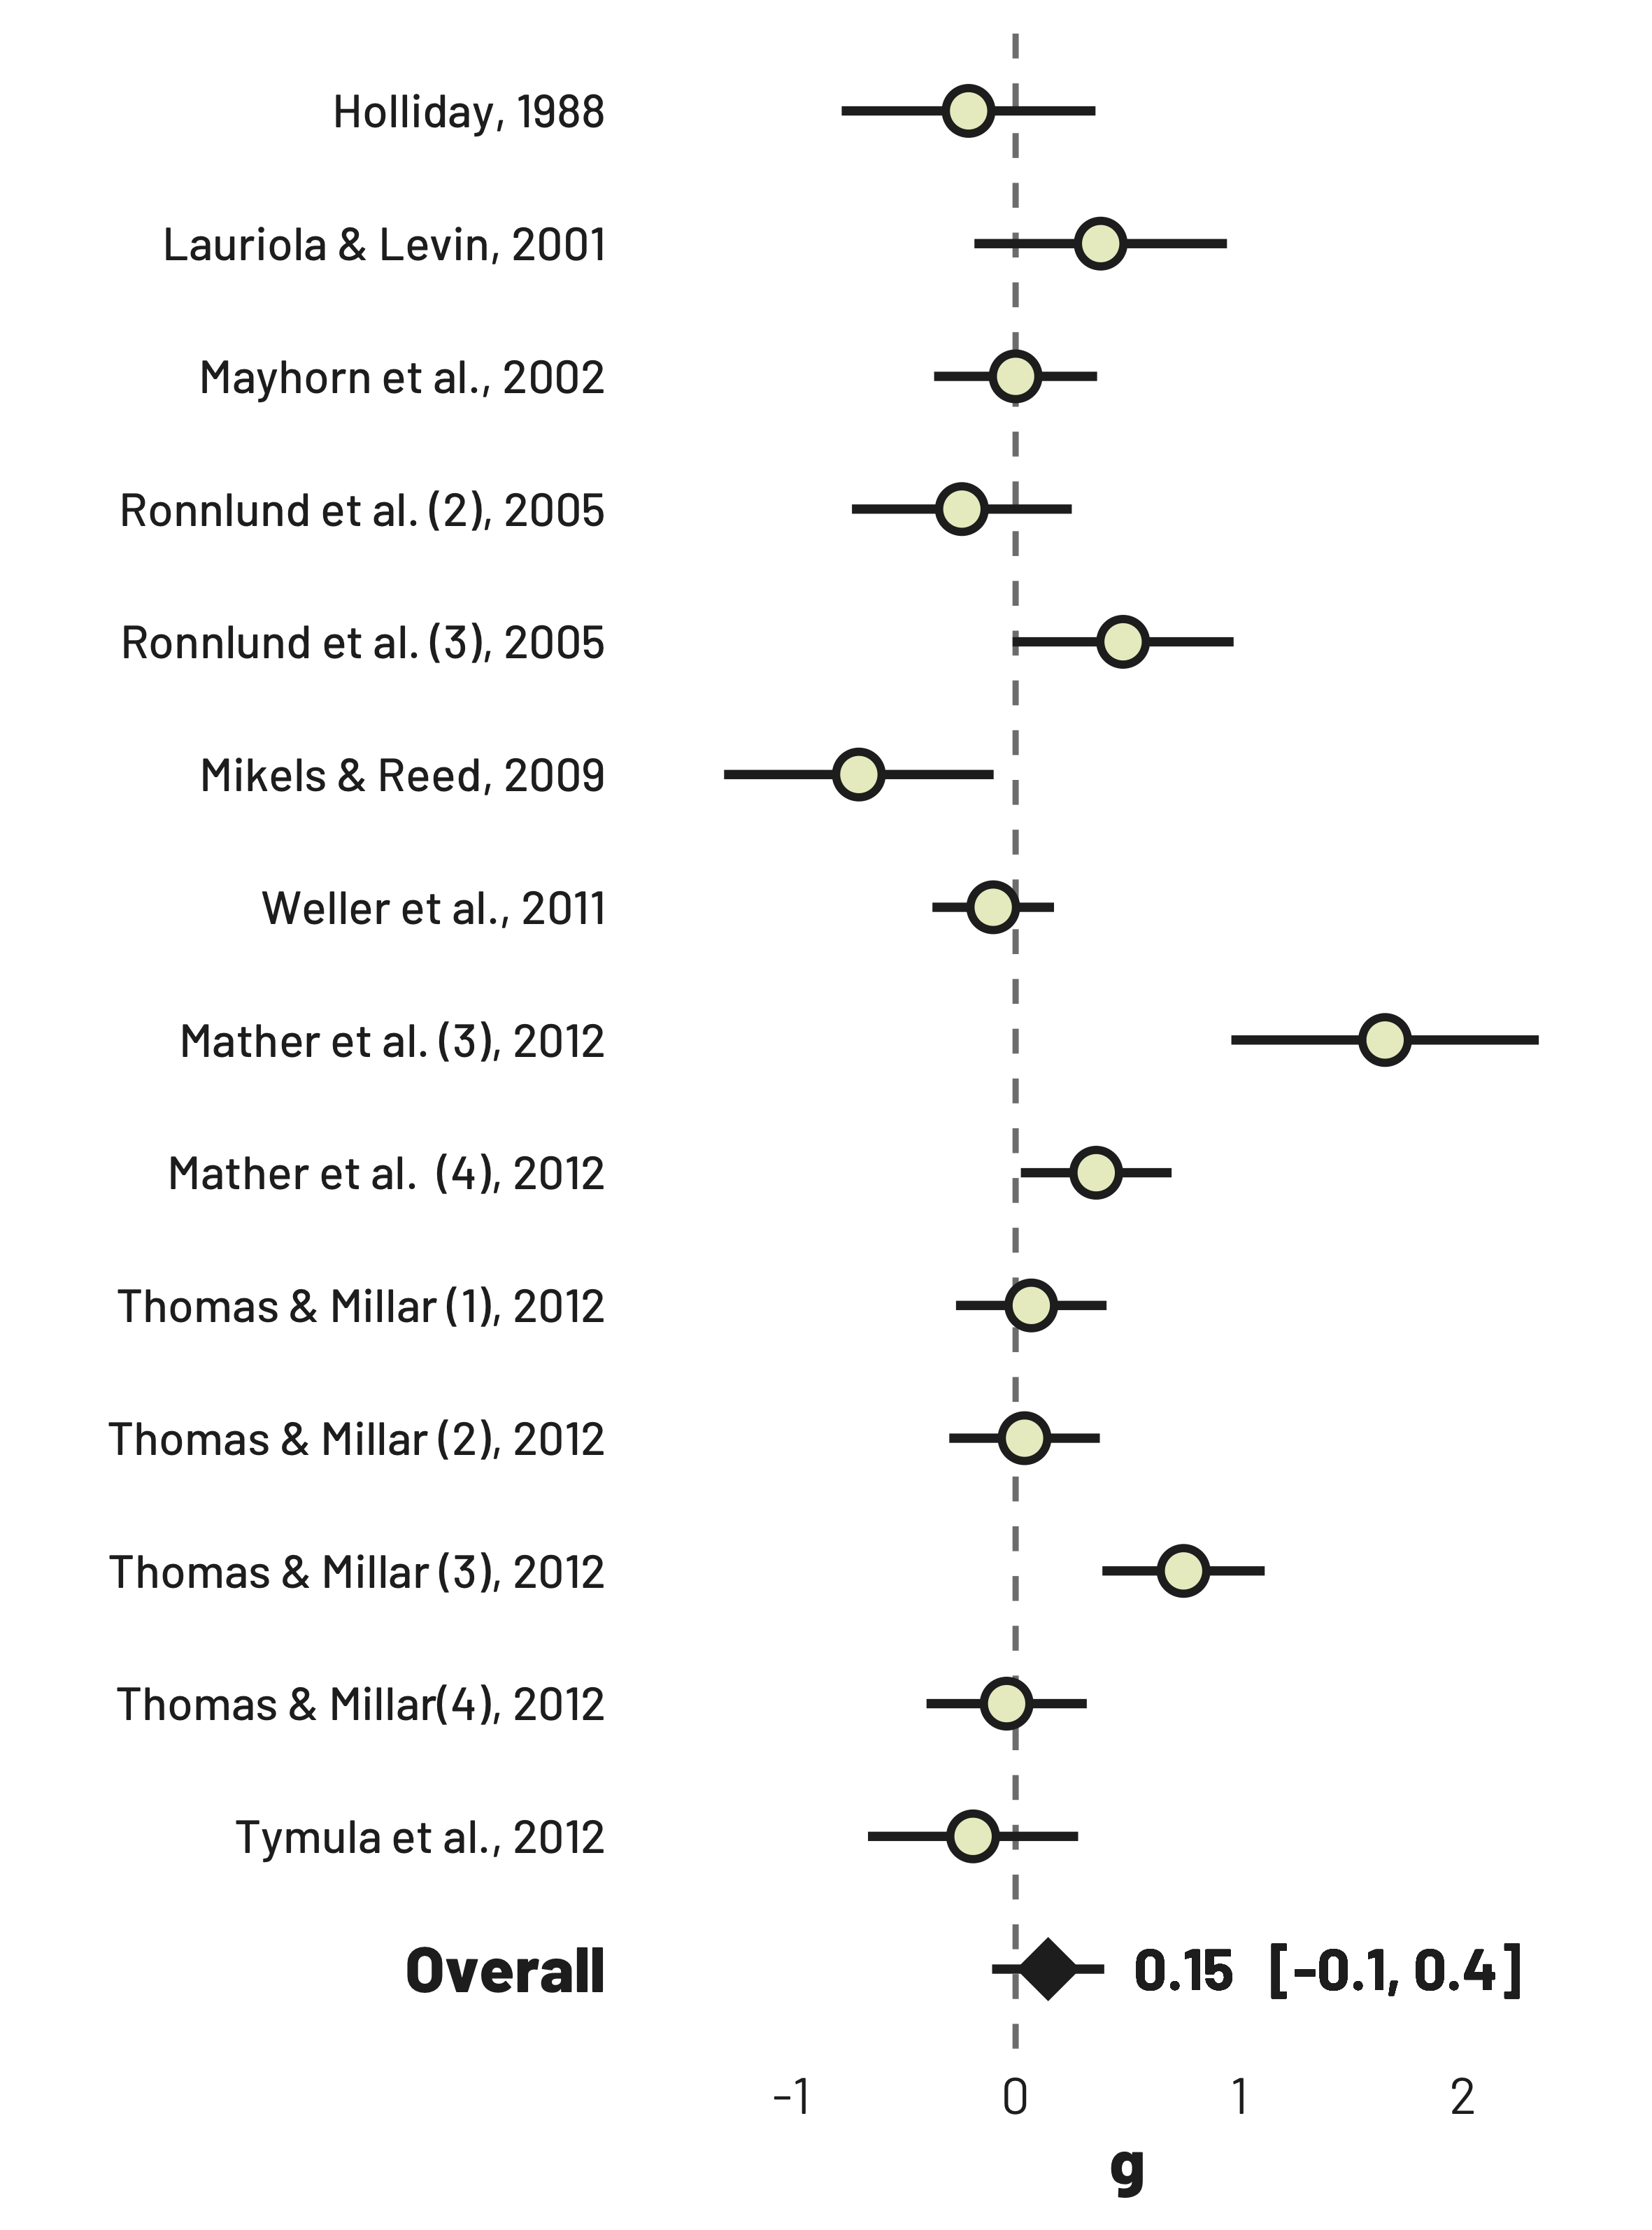 Holliday, 1988
Lauriola & Levin, 2001
Mayhorn et al., 2002
Ronnlund et al. (2), 2005
Ronnlund et al. (3), 2005
Mikels & Reed, 2009
Weller et al., 2011
Mather et al. (3), 2012
Mather et al.  (4), 2012
Thomas & Millar (1), 2012
Thomas & Millar (2), 2012
Thomas & Millar (3), 2012
Thomas & Millar(4), 2012
Tymula et al., 2012
Overall 0.15 [-0.1, 0.4]
-1 0 1 2
g